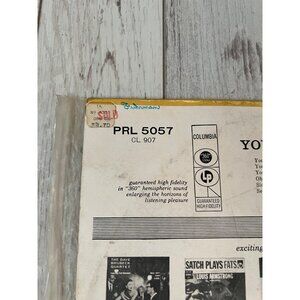 SOLD
PRL 5057
CL 907
COLUMBIA
"360"
GUARANTEED
HIGH FIDELITY
YO
guaranteed high fidelity
in "360" hemispheric sound
enlarging the horizons of
listening pleasure
exciting
THE DAVE
BRUBECK
QUARTET
SATCH PLAYS FATS
LOUIS ARMSTRONG